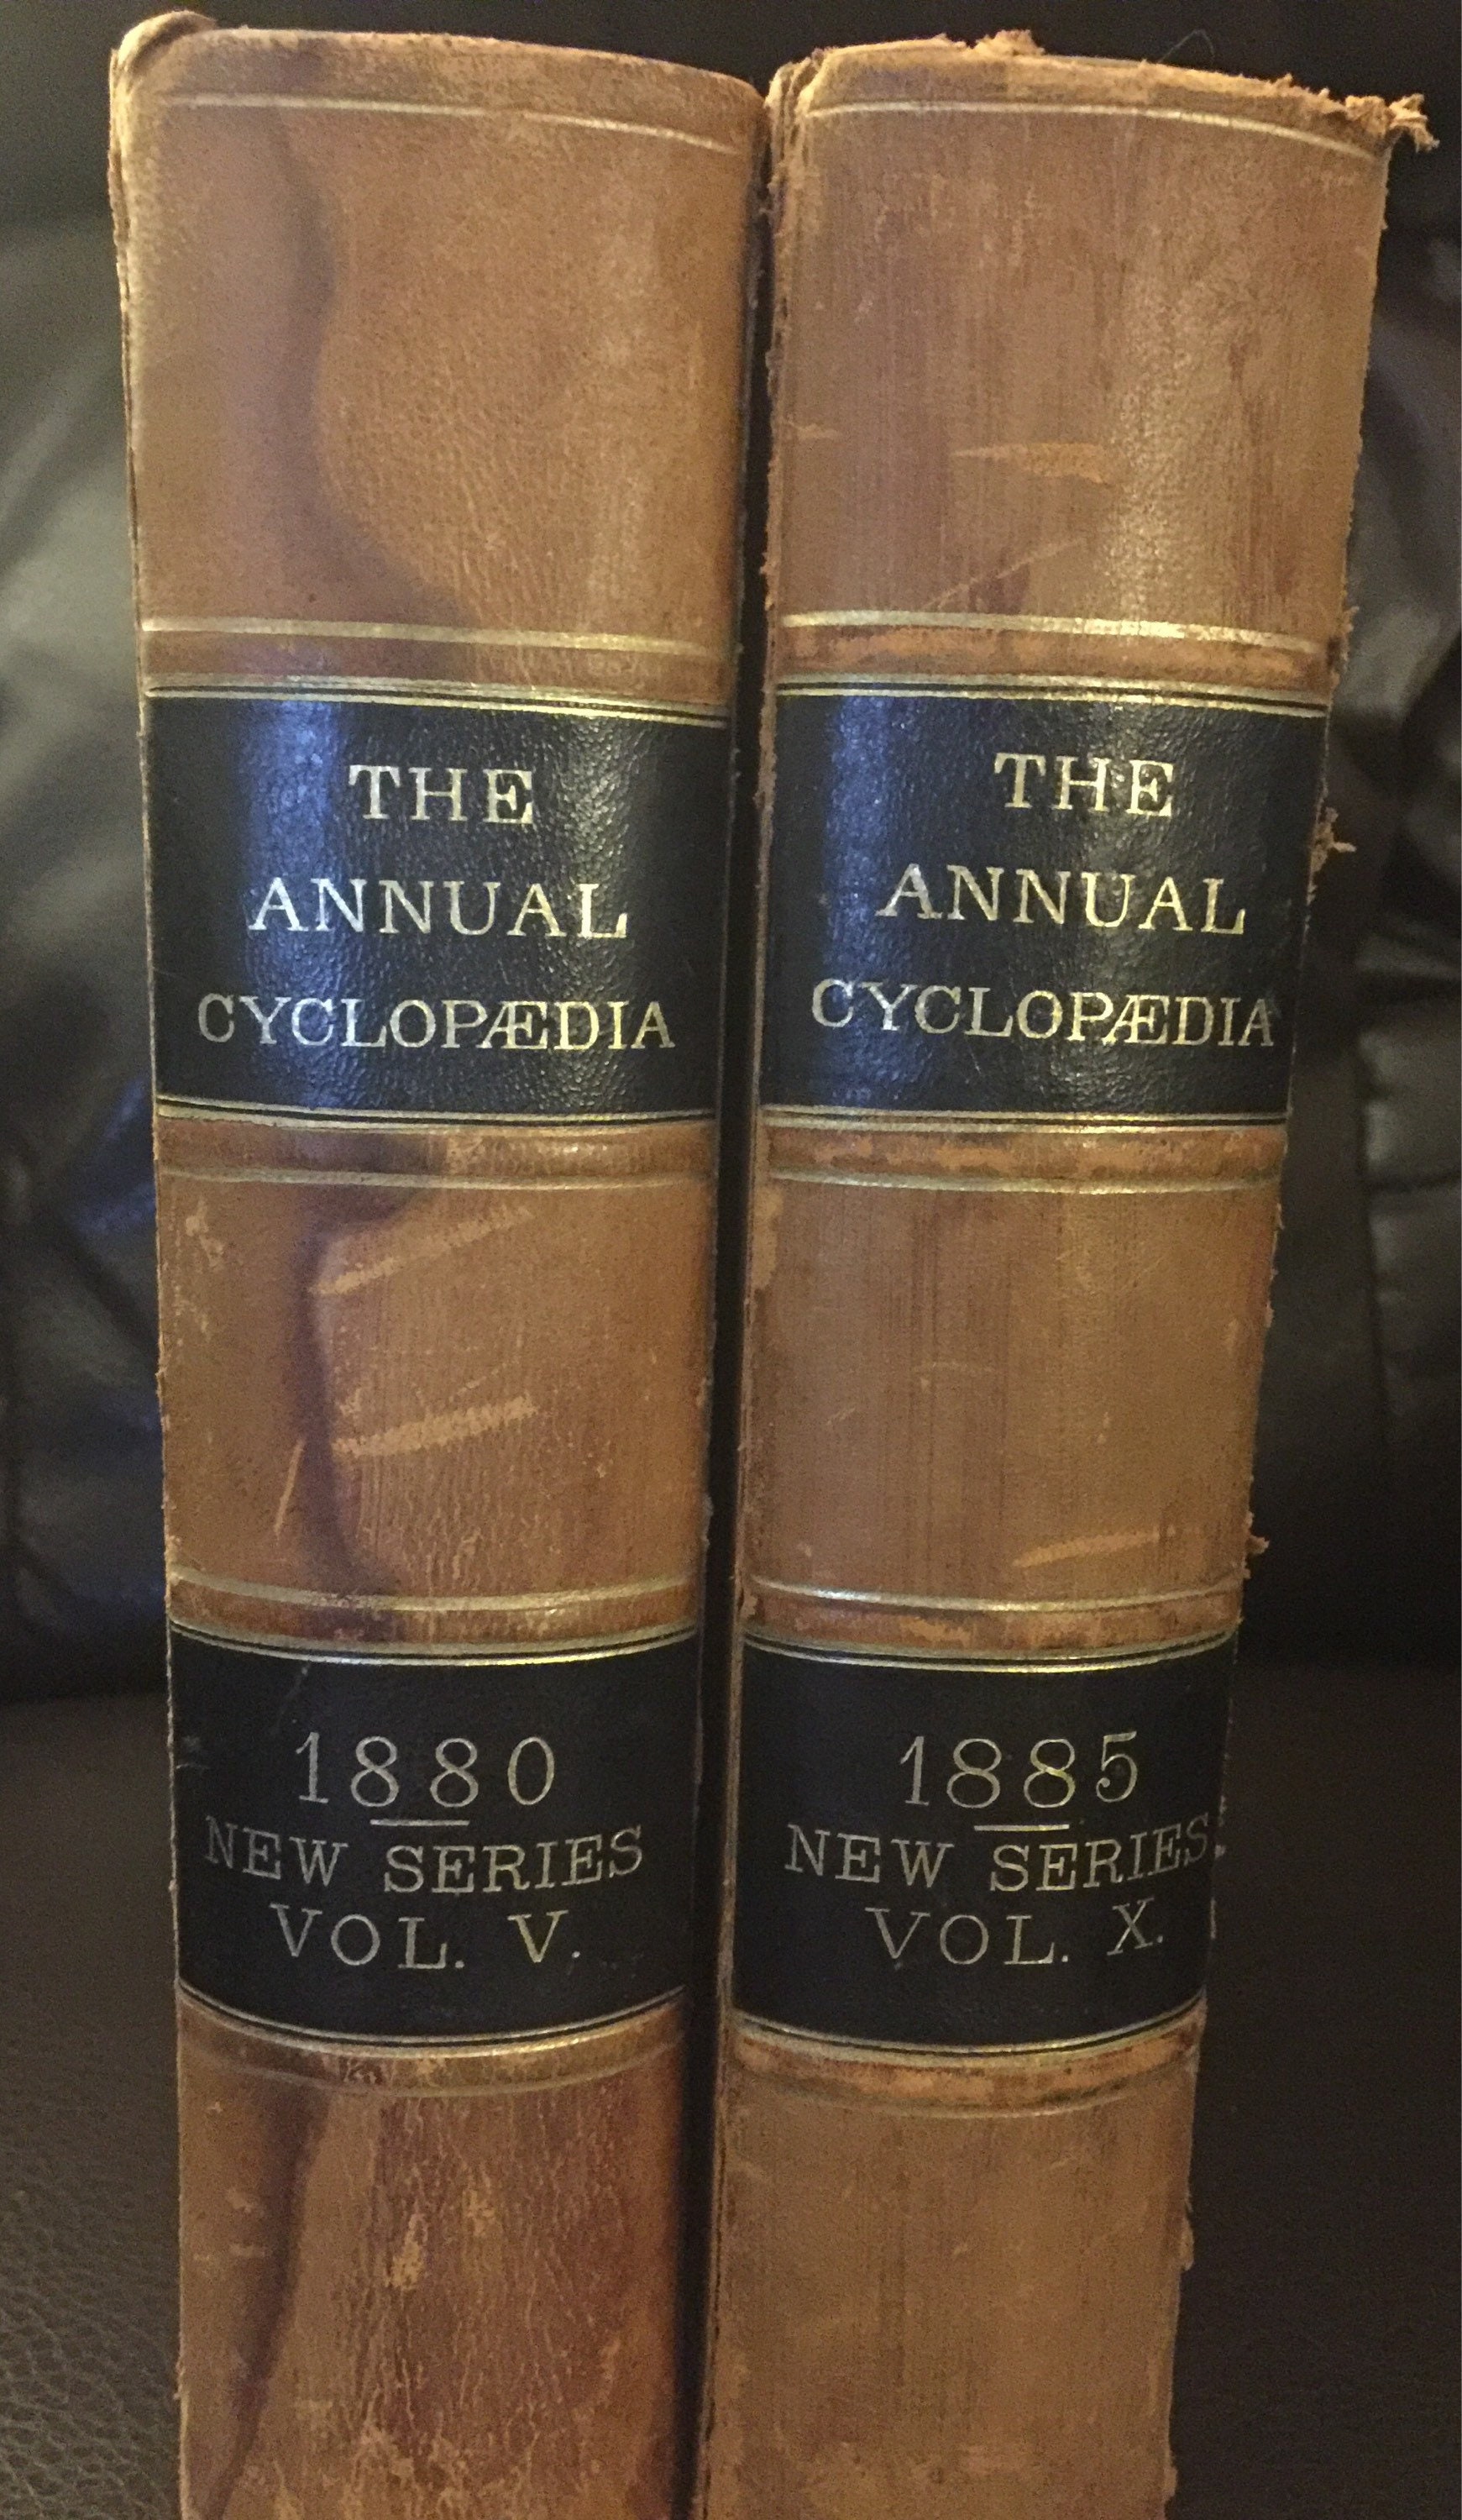 THE
ANNUAL
CYCLOPÆDIA
1880
NEW SERIES
VOL. V.
THE
ANNUAL
CYCLOPÆDIA
1885
NEW SERIES
VOL. X.